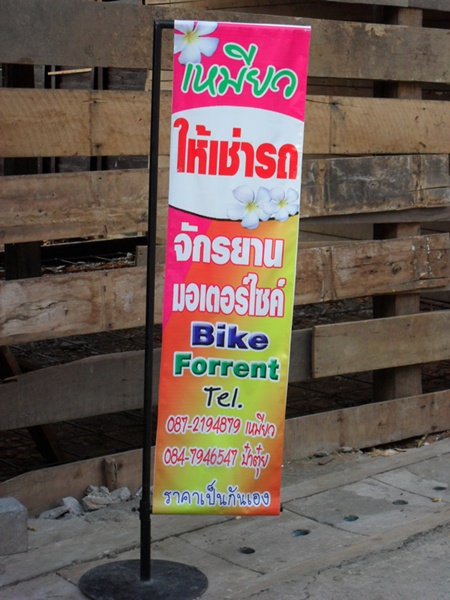 เหมียว
ให้เช่ารถ
จักรยาน
มอเตอร์ไซค์
Bike
Forrent
Tel.
087-2194879 เหมียว
084-7946547 ป๋าตุ๋ย
ราคาเป็นกันเอง